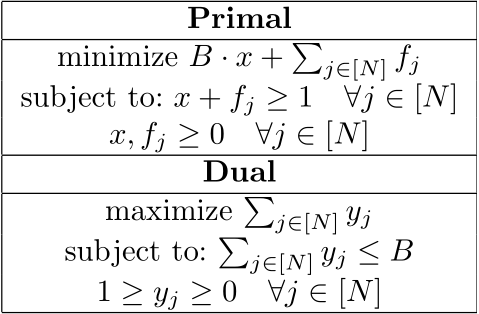 Primal
minimize B · x + ∑_{j∈[N]} f_j
subject to: x + f_j ≥ 1 ∀j ∈ [N]
x, f_j ≥ 0 ∀j ∈ [N]
Dual
maximize ∑_{j∈[N]} y_j
subject to: ∑_{j∈[N]} y_j ≤ B
1 ≥ y_j ≥ 0 ∀j ∈ [N]